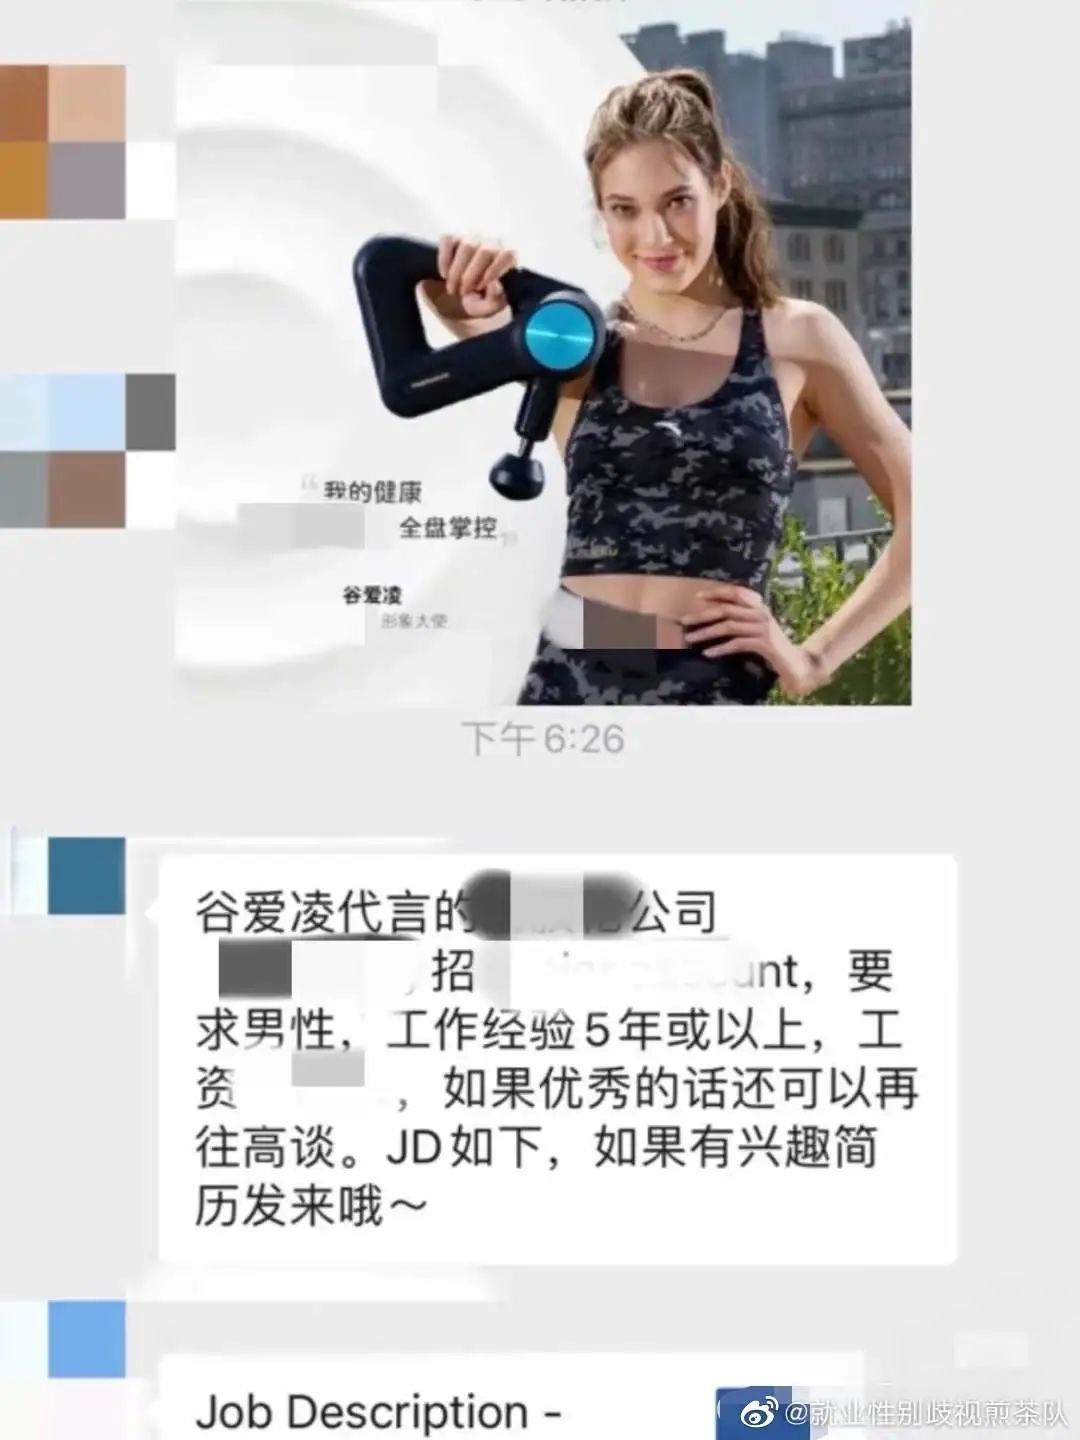 我的健康
全盘掌控
谷爱凌
形象大使
下午6:26
谷爱凌代言的 公司
招 unt，要
求男性，工作经验5年或以上，工
资 ，如果优秀的话还可以再
往高谈。JD如下，如果有兴趣简
历发来哦～
Job Description -
@就业性别歧视煎茶队